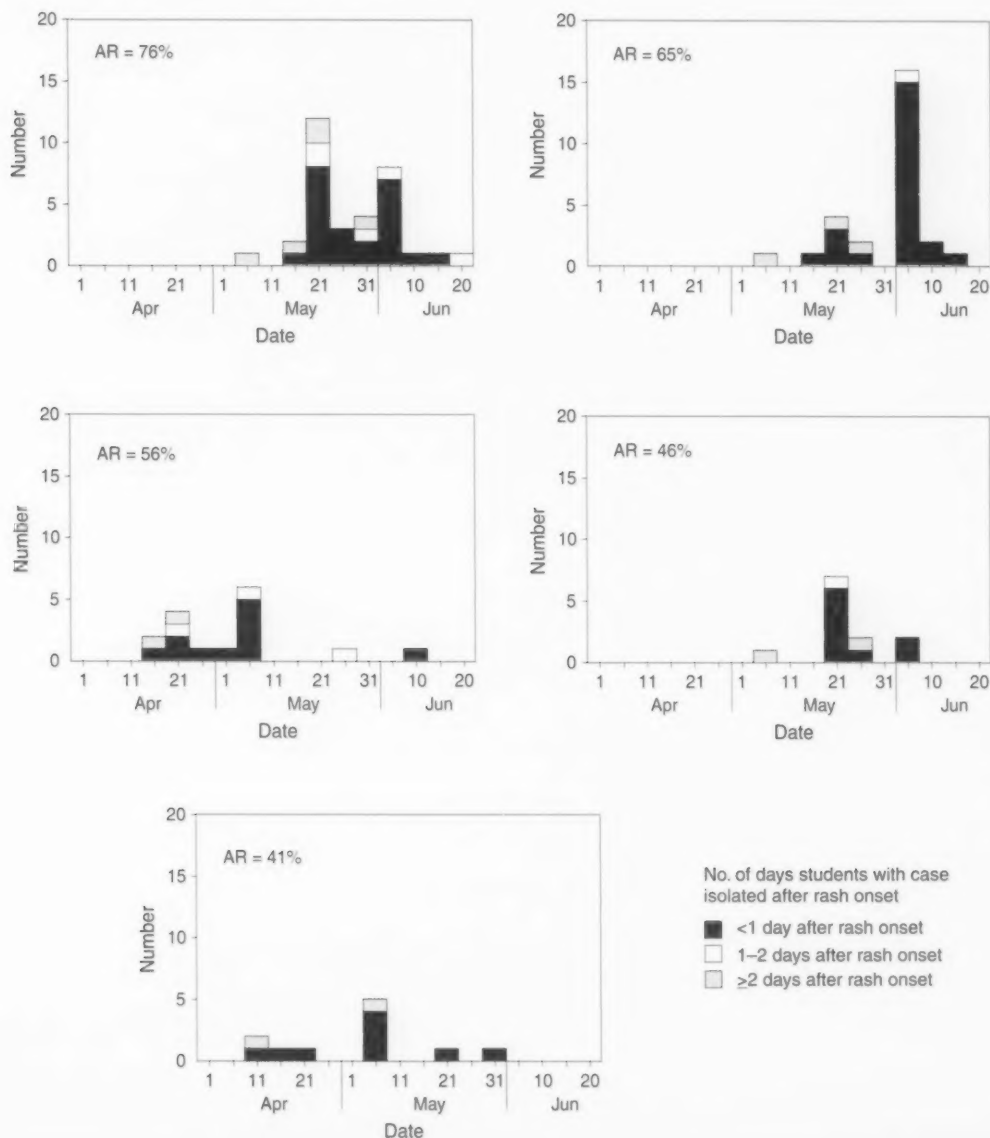 20
AR = 76%
15
Number
10
5
0
1 11 21 1 11 21 31 10 20
Apr May Jun
Date
20
AR = 65%
15
Number
10
5
0
1 11 21 1 11 21 31 10 20
Apr May Jun
Date
20
AR = 56%
15
Number
10
5
0
1 11 21 1 11 21 31 10 20
Apr May Jun
Date
20
AR = 46%
15
Number
10
5
0
1 11 21 1 11 21 31 10 20
Apr May Jun
Date
20
AR = 41%
15
Number
10
5
0
1 11 21 1 11 21 31 10 20
Apr May Jun
Date
No. of days students with case
isolated after rash onset
<1 day after rash onset
1–2 days after rash onset
≥2 days after rash onset